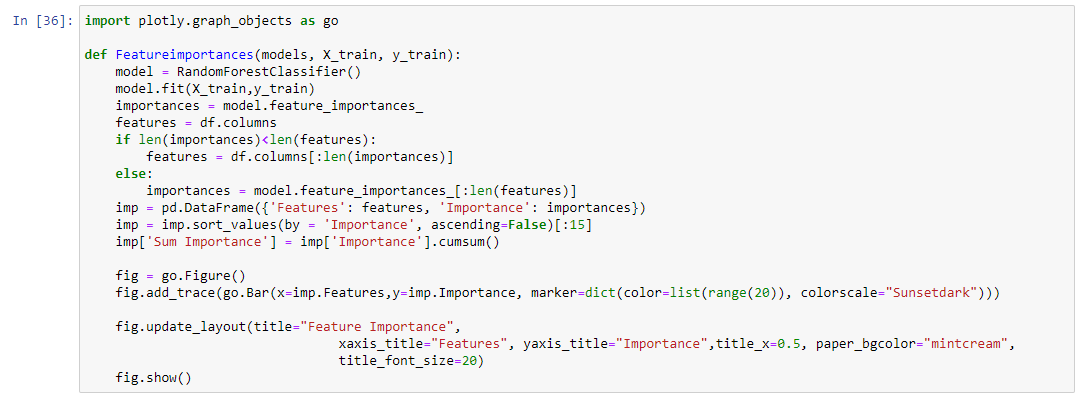 In [36]: import plotly.graph_objects as go

def Featureimportances(models, X_train, y_train):
    model = RandomForestClassifier()
    model.fit(X_train,y_train)
    importances = model.feature_importances_
    features = df.columns
    if len(importances)<len(features):
        features = df.columns[:len(importances)]
    else:
        importances = model.feature_importances_[:len(features)]
    imp = pd.DataFrame({'Features': features, 'Importance': importances})
    imp = imp.sort_values(by = 'Importance', ascending=False)[:15]
    imp['Sum Importance'] = imp['Importance'].cumsum()

    fig = go.Figure()
    fig.add_trace(go.Bar(x=imp.Features,y=imp.Importance, marker=dict(color=list(range(20)), colorscale="Sunsetdark")))

    fig.update_layout(title="Feature Importance",
                                 xaxis_title="Features", yaxis_title="Importance",title_x=0.5, paper_bgcolor="mintcream",
                                 title_font_size=20)
    fig.show()